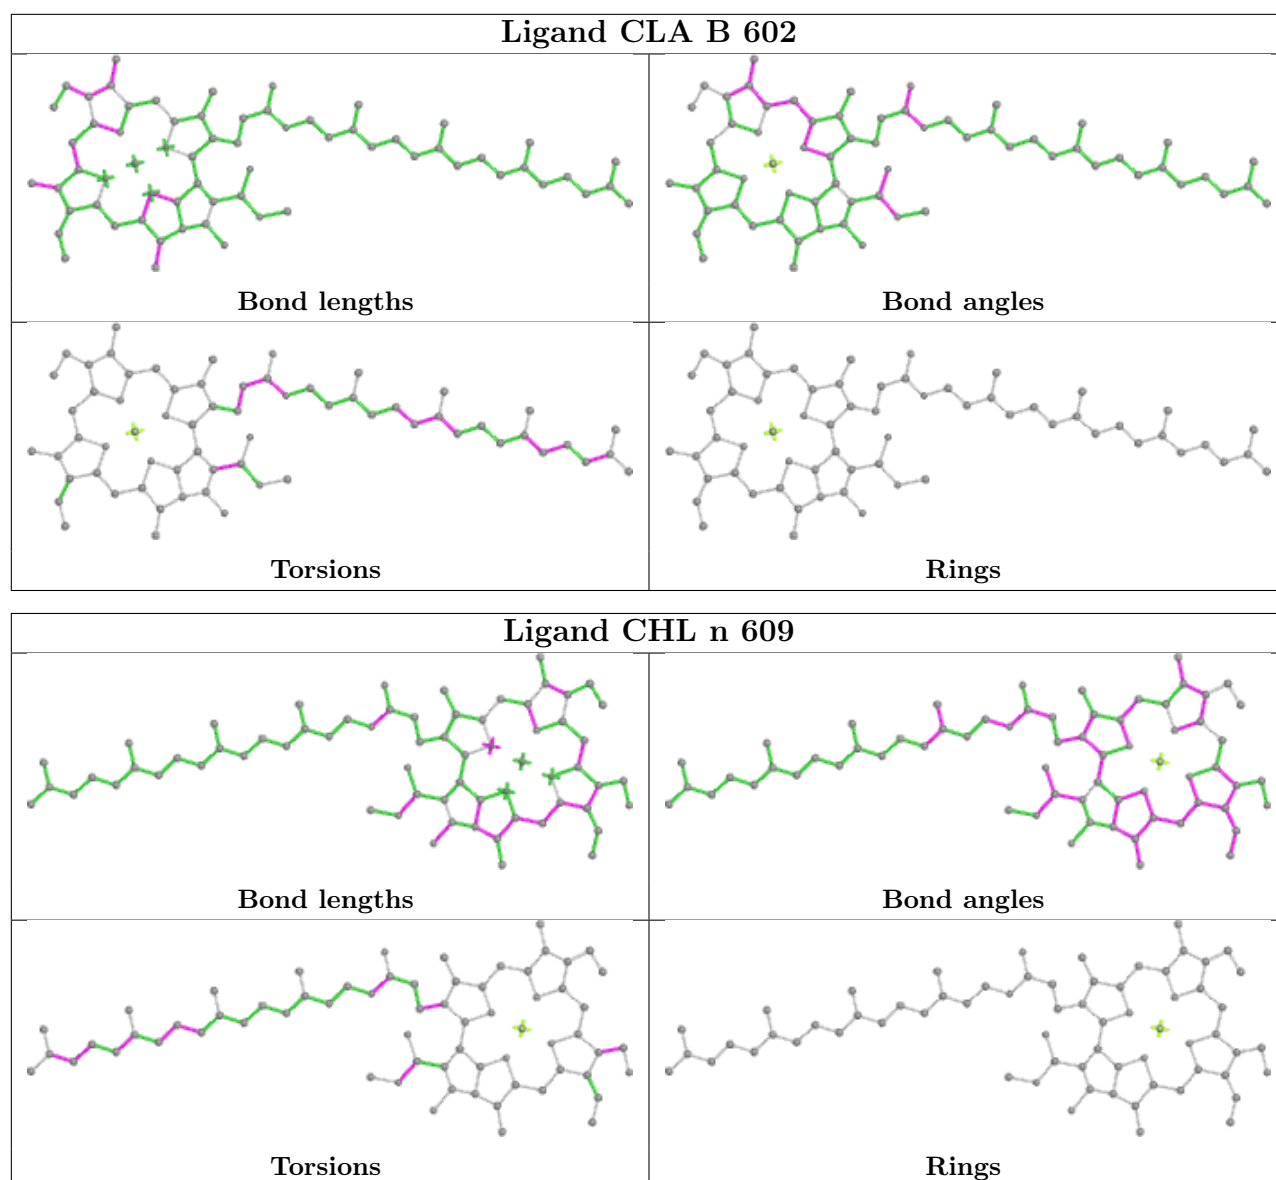 Ligand CLA B 602
Bond lengths
Bond angles
Torsions
Rings
Ligand CHL n 609
Bond lengths
Bond angles
Torsions
Rings